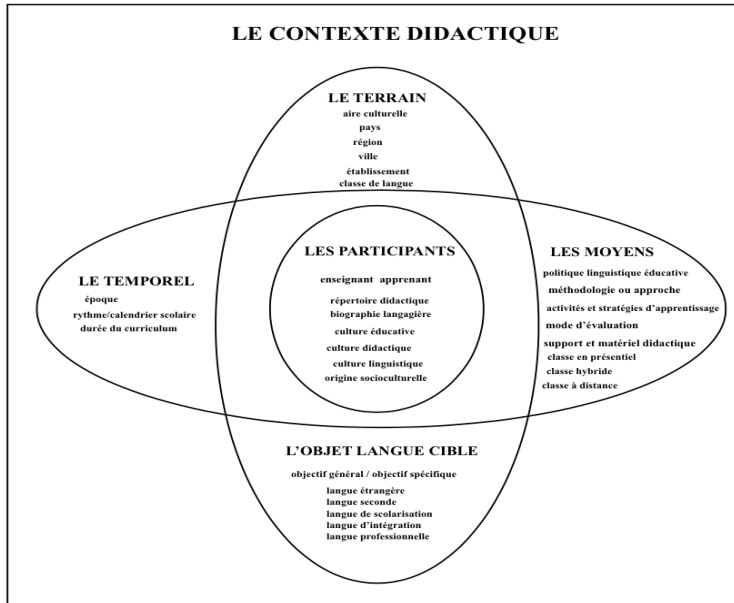 LE CONTEXTE DIDACTIQUE
LE TERRAIN
aire culturelle
pays
région
ville
établissement
classe de langue
LE TEMPOREL
époque
rythme/calendrier scolaire
durée du curriculum
LES PARTICIPANTS
enseignant apprenant
répertoire didactique
biographie langagière
culture éducative
culture didactique
culture linguistique
origine socioculturelle
LES MOYENS
politique linguistique éducative
méthodologie ou approche
activités et stratégies d'apprentissage
mode d'évaluation
support et matériel didactique
classe en présentiel
classe hybride
classe à distance
L'OBJET LANGUE CIBLE
objectif général / objectif spécifique
langue étrangère
langue seconde
langue de scolarisation
langue d'intégration
langue professionnelle